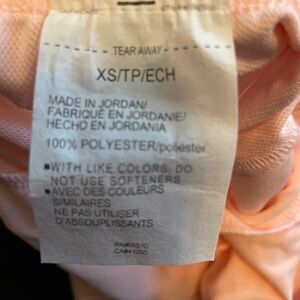 - TEAR AWAY -
XS/TP/ECH
MADE IN JORDAN/
FABRIQUÉ EN JORDANIE/
HECHO EN JORDANIA
100% POLYESTER/poliéster
■WITH LIKE COLORS, DO
NOT USE SOFTENERS
■AVEC DES COULEURS
SIMILAIRES
NE PAS UTILISER
D'ASSOUPLISSANTS